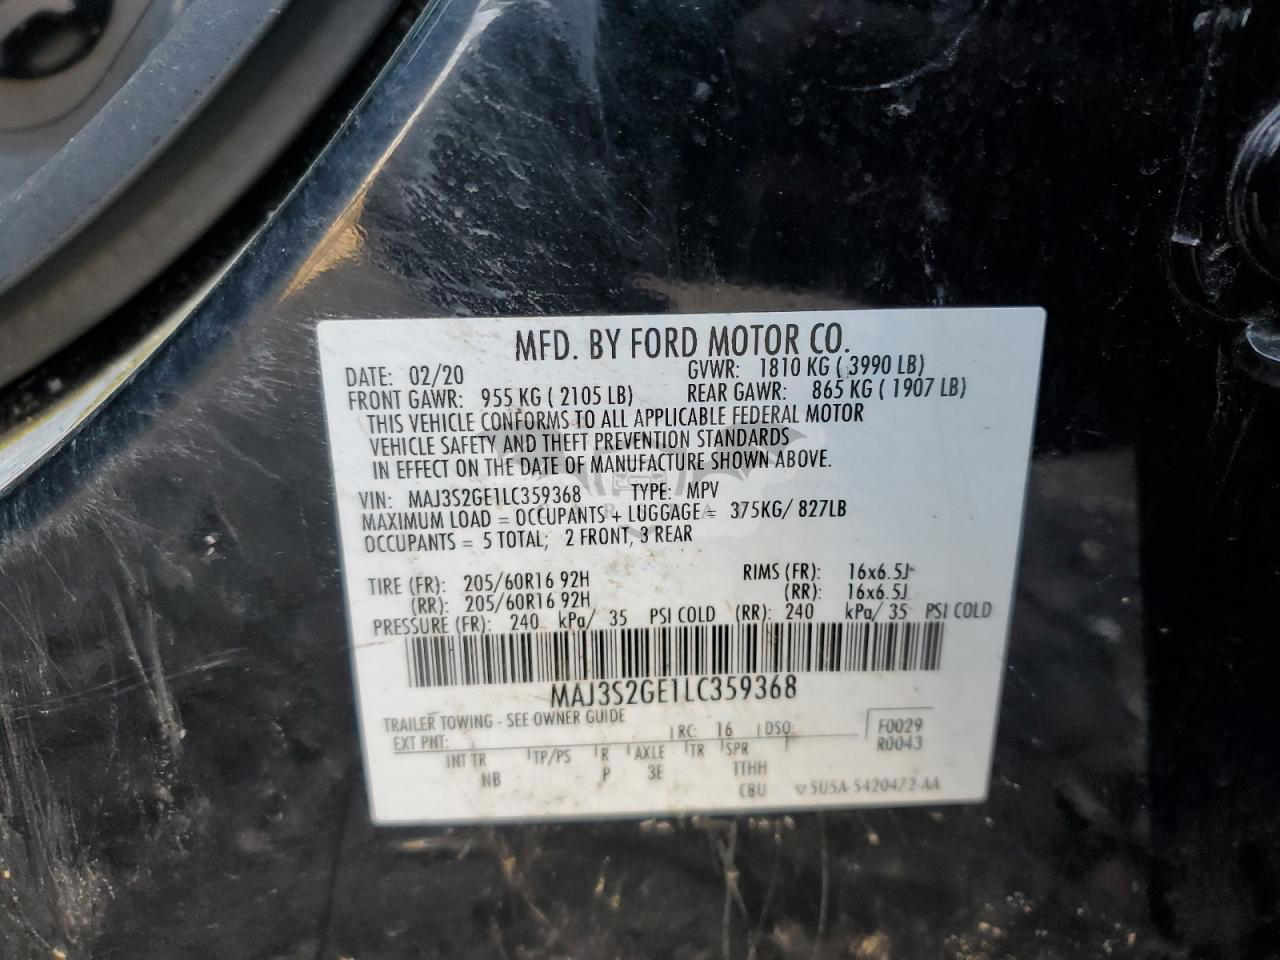 MFD. BY FORD MOTOR CO.
DATE: 02/20 GVWR: 1810 KG ( 3990 LB)
FRONT GAWR: 955 KG ( 2105 LB) REAR GAWR: 865 KG ( 1907 LB)
THIS VEHICLE CONFORMS TO ALL APPLICABLE FEDERAL MOTOR
VEHICLE SAFETY AND THEFT PREVENTION STANDARDS
IN EFFECT ON THE DATE OF MANUFACTURE SHOWN ABOVE.
VIN: MAJ3S2GE1LC359368 TYPE: MPV
MAXIMUM LOAD = OCCUPANTS + LUGGAGE = 375KG/ 827LB
OCCUPANTS = 5 TOTAL; 2 FRONT, 3 REAR
TIRE (FR): 205/60R16 92H RIMS (FR): 16x6.5J
(RR): 205/60R16 92H (RR): 16x6.5J
PRESSURE (FR): 240 kPa/ 35 PSI COLD (RR): 240 kPa/ 35 PSI COLD
MAJ3S2GE1LC359368
TRAILER TOWING - SEE OWNER GUIDE
EXT PNT: RC: 16 DSO: F0029
R0043
INT TR TP/PS R AXLE TR SPR
NB P 3E TTHH
CBU 5U5A-5420472-AA